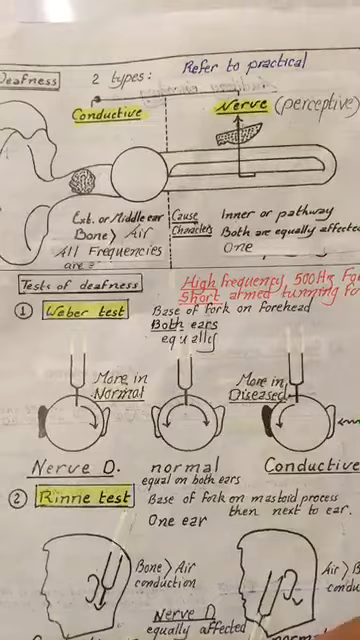 Deafness
2 types:
Refer to practical
Conductive
Nerve (perceptive)
Ext. or Middle ear
Bone > Air
All Frequencies
are
Cause
Characters
Inner or pathway
Both are equally affected
One
Tests of deafness
High frequency, 500Hz
Short armed tunning
① Weber test
Base of fork on forehead
Both ears
equally
More in
Normal
More in
Diseased
Nerve D.
normal
equal on both ears
Conductive
② Rinne test
Base of fork on mastoid process
then next to ear.
One ear
Bone > Air
conduction
Air > B
Nerve D
equally affected